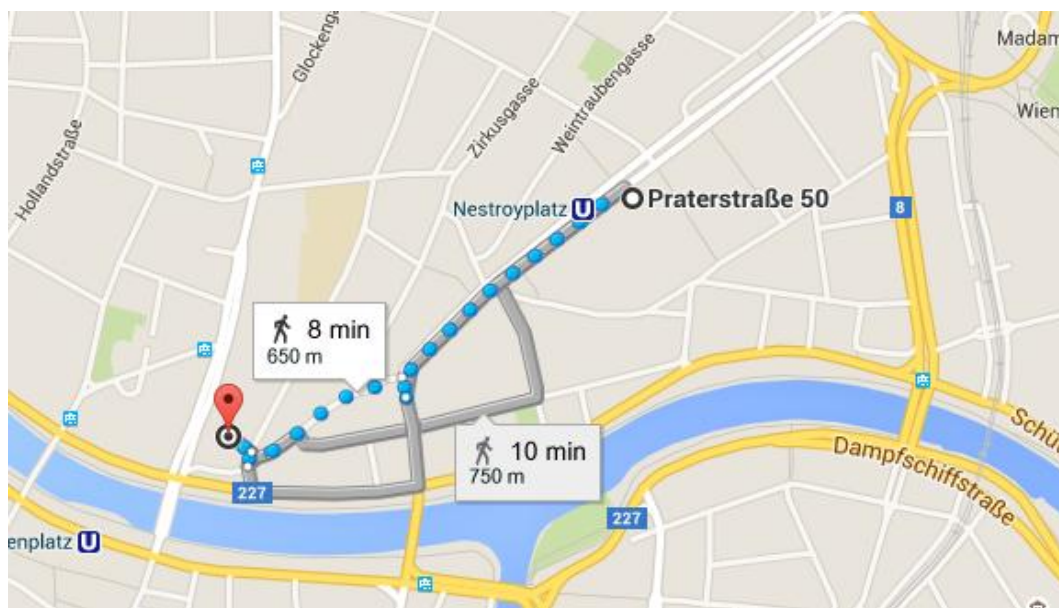 Madam
Glockenga
Wien
Hollandstraße
Zirkusgasse
Weintraubengasse
Nestroyplatz U
Praterstraße 50
8
8 min
650 m
10 min
750 m
Schü
Dampfschiffstraße
227
227
enplatz U